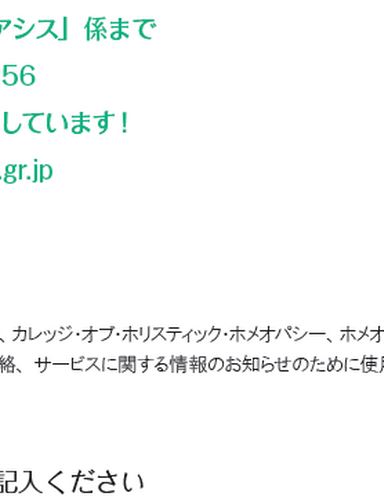 アシス」係まで
56
しています！
.gr.jp
、カレッジ・オブ・ホリスティック・ホメオパシー、ホメオ
絡、サービスに関する情報のお知らせのために使用
記入ください